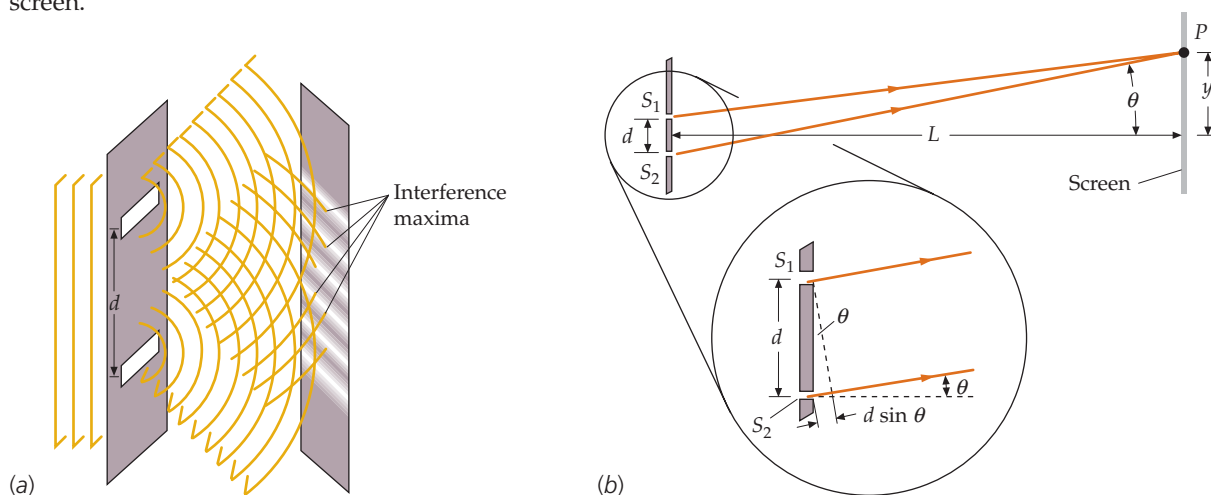 screen.
d
Interference
maxima
(a)
P
S1
θ
y
d
L
S2
Screen
S1
θ
d
θ
S2
d sin θ
(b)